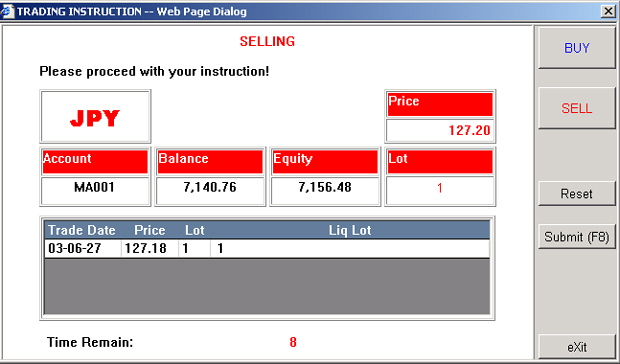 TRADING INSTRUCTION -- Web Page Dialog
SELLING
BUY
Please proceed with your instruction!
JPY
Price
127.20
SELL
Account Balance Equity Lot
MA001 7,140.76 7,156.48 1
Reset
Trade Date Price Lot Liq Lot
03-06-27 127.18 1 1
Submit (F8)
Time Remain: 8
eXit